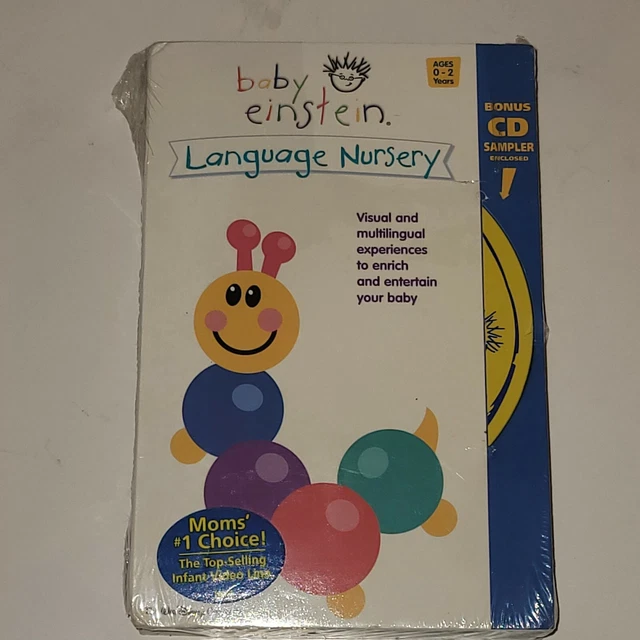 baby
einstein.
AGES
0 - 2
Years
Language Nursery
BONUS
CD
SAMPLER
ENCLOSED
!
Visual and
multilingual
experiences
to enrich
and entertain
your baby
Moms'
#1 Choice!
The Top-Selling
Infant Video Line